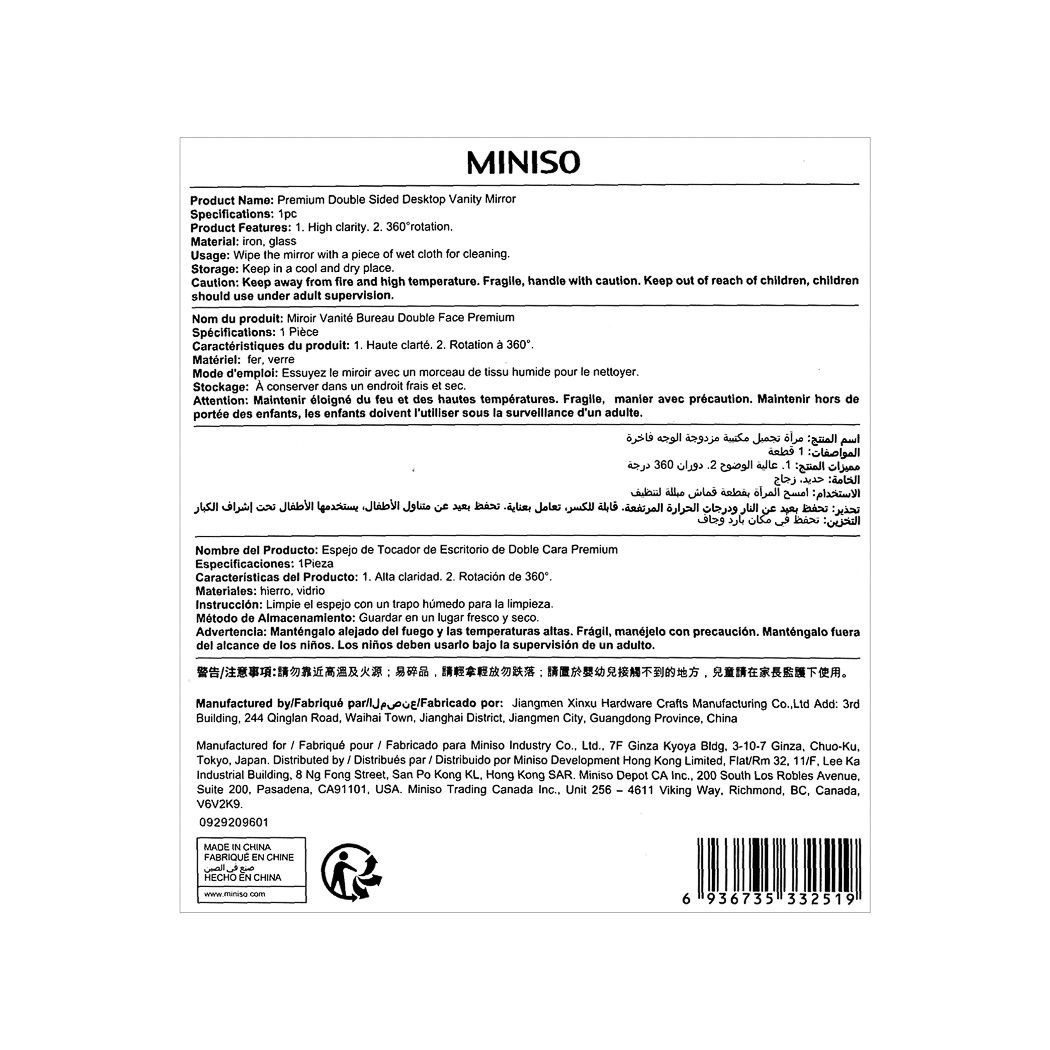 MINISO
Product Name: Premium Double Sided Desktop Vanity Mirror
Specifications: 1pc
Product Features: 1. High clarity. 2. 360°rotation.
Material: iron, glass
Usage: Wipe the mirror with a piece of wet cloth for cleaning.
Storage: Keep in a cool and dry place.
Caution: Keep away from fire and high temperature. Fragile, handle with caution. Keep out of reach of children, children
should use under adult supervision.
Nom du produit: Miroir Vanité Bureau Double Face Premium
Spécifications: 1 Pièce
Caractéristiques du produit: 1. Haute clarté. 2. Rotation à 360°.
Matériel: fer, verre
Mode d'emploi: Essuyez le miroir avec un morceau de tissu humide pour le nettoyer.
Stockage: À conserver dans un endroit frais et sec.
Attention: Maintenir éloigné du feu et des hautes températures. Fragile, manier avec précaution. Maintenir hors de
portée des enfants, les enfants doivent l'utiliser sous la surveillance d'un adulte.
اسم المنتج: مرآة تجميل مكتبية مزدوجة الوجه فاخرة
المواصفات: 1 قطعة
مميزات المنتج: 1. عالية الوضوح 2. دوران 360 درجة
الخامة: حديد، زجاج
الاستخدام: امسح المرآة بقطعة قماش مبللة لتنظيف
تحذير: تحفظ بعيد عن النار ودرجات الحرارة المرتفعة. قابلة للكسر، تعامل بعناية. تحفظ بعيد عن متناول الأطفال، يستخدمها الأطفال تحت إشراف الكبار
التخزين: تحفظ في مكان بارد وجاف
Nombre del Producto: Espejo de Tocador de Escritorio de Doble Cara Premium
Especificaciones: 1Pieza
Características del Producto: 1. Alta claridad. 2. Rotación de 360°.
Materiales: hierro, vidrio
Instrucción: Limpie el espejo con un trapo húmedo para la limpieza.
Método de Almacenamiento: Guardar en un lugar fresco y seco.
Advertencia: Manténgalo alejado del fuego y las temperaturas altas. Frágil, manéjelo con precaución. Manténgalo fuera
del alcance de los niños. Los niños deben usarlo bajo la supervisión de un adulto.
警告/注意事項:請勿靠近高溫及火源；易碎品，請輕拿輕放勿跌落；請置於嬰幼兒接觸不到的地方，兒童請在家長監護下使用。
Manufactured by/Fabriqué par/المصنع/Fabricado por: Jiangmen Xinxu Hardware Crafts Manufacturing Co.,Ltd Add: 3rd
Building, 244 Qinglan Road, Waihai Town, Jianghai District, Jiangmen City, Guangdong Province, China
Manufactured for / Fabriqué pour / Fabricado para Miniso Industry Co., Ltd., 7F Ginza Kyoya Bldg, 3-10-7 Ginza, Chuo-Ku,
Tokyo, Japan. Distributed by / Distribués par / Distribuido por Miniso Development Hong Kong Limited, Flat/Rm 32, 11/F, Lee Ka
Industrial Building, 8 Ng Fong Street, San Po Kong KL, Hong Kong SAR. Miniso Depot CA Inc., 200 South Los Robles Avenue,
Suite 200, Pasadena, CA91101, USA. Miniso Trading Canada Inc., Unit 256 – 4611 Viking Way, Richmond, BC, Canada,
V6V2K9.
0929209601
MADE IN CHINA
FABRIQUÉ EN CHINE
صنع في الصين
HECHO EN CHINA
www.miniso.com
6 936735 332519